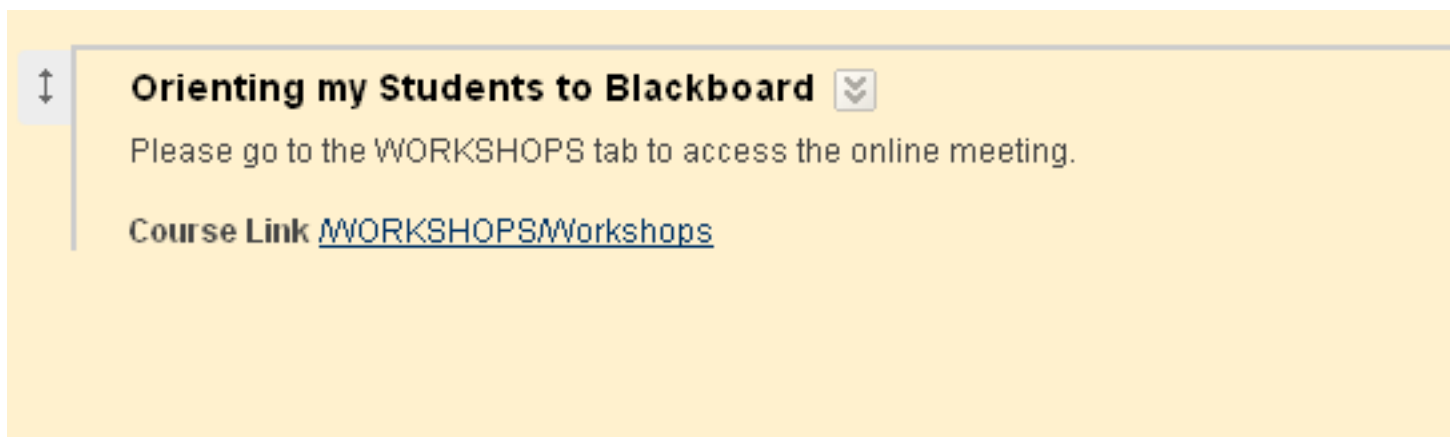 Orienting my Students to Blackboard
Please go to the WORKSHOPS tab to access the online meeting.
Course Link /WORKSHOPS/Workshops